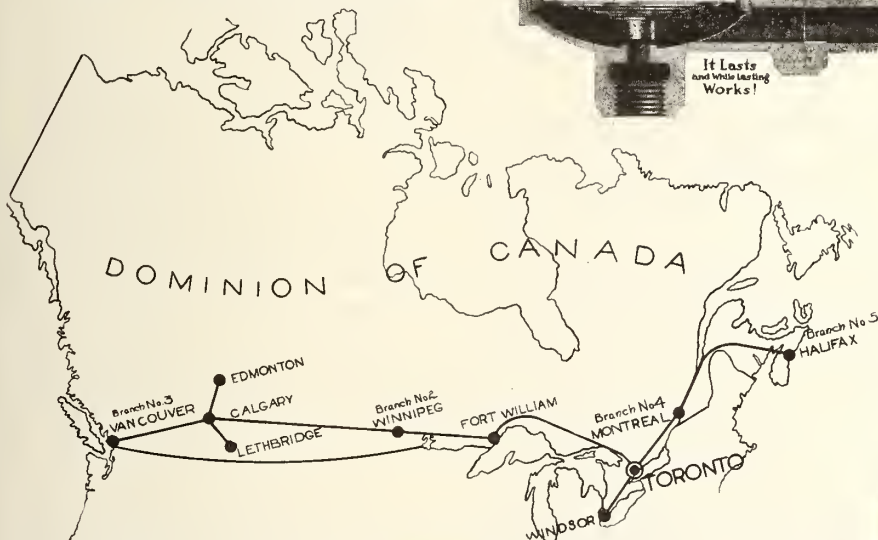 It Lasts
and While Lasting
Works!
DOMINION OF CANADA
Branch No. 5
HALIFAX
EDMONTON
Branch No. 3
VANCOUVER
CALGARY
LETHBRIDGE
Branch No 2
WINNIPEG
FORT WILLIAM
Branch No 4
MONTREAL
TORONTO
WINDSOR